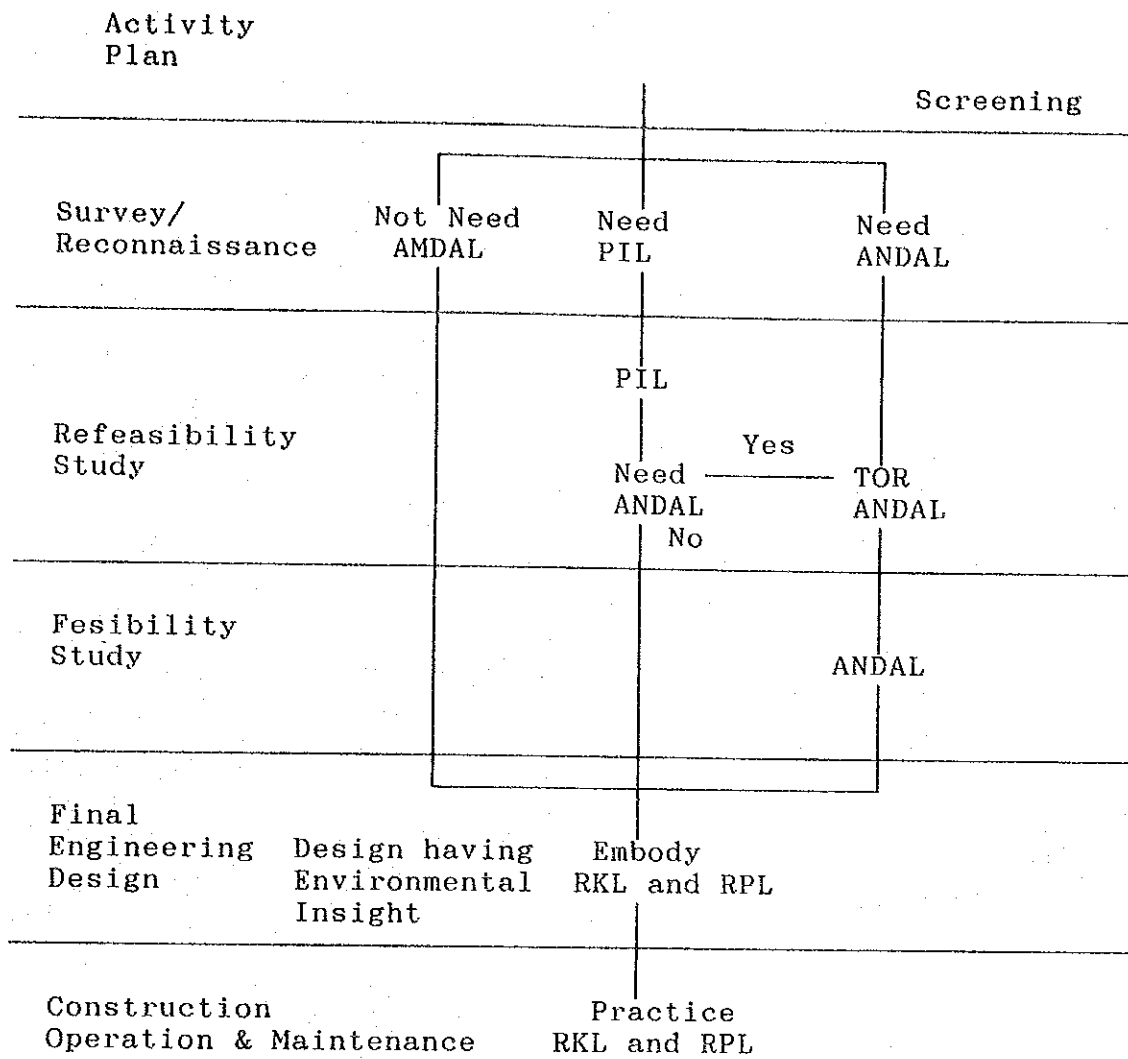 Activity
Plan
Screening
Survey/
Reconnaissance
Not Need
AMDAL
Need
PIL
Need
ANDAL
PIL
Refeasibility
Study
Yes
Need
ANDAL
No
TOR
ANDAL
Fesibility
Study
ANDAL
Final
Engineering
Design
Design having
Environmental
Insight
Embody
RKL and RPL
Construction
Operation & Maintenance
Practice
RKL and RPL